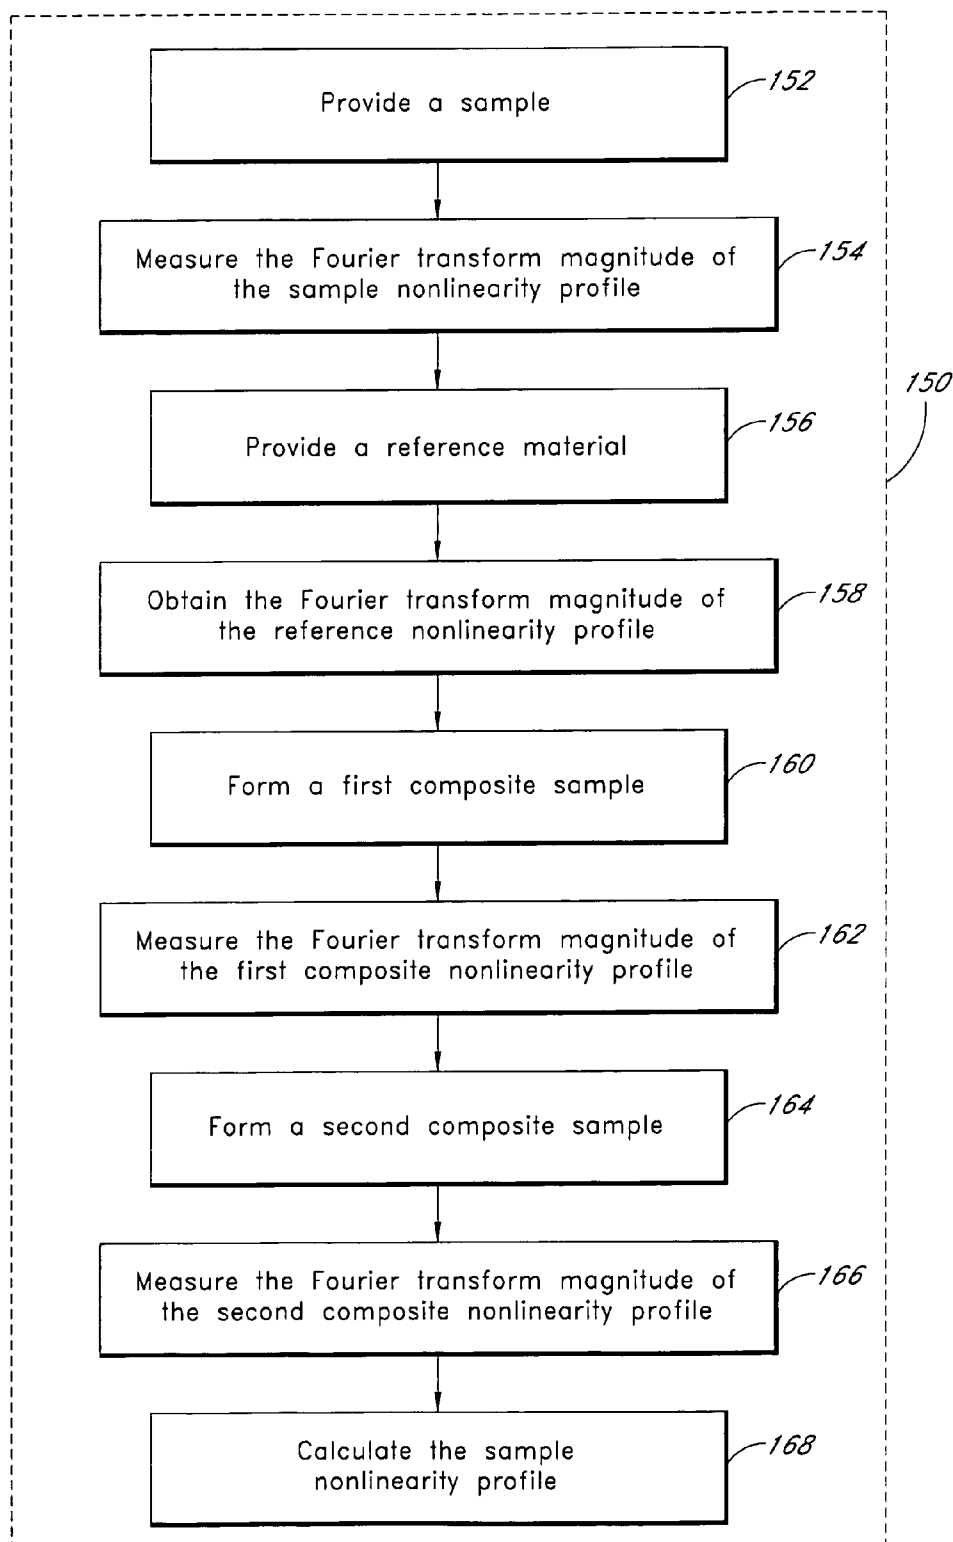 Provide a sample
152
Measure the Fourier transform magnitude of
the sample nonlinearity profile
154
150
Provide a reference material
156
Obtain the Fourier transform magnitude of
the reference nonlinearity profile
158
Form a first composite sample
160
Measure the Fourier transform magnitude of
the first composite nonlinearity profile
162
Form a second composite sample
164
Measure the Fourier transform magnitude of
the second composite nonlinearity profile
166
Calculate the sample
nonlinearity profile
168